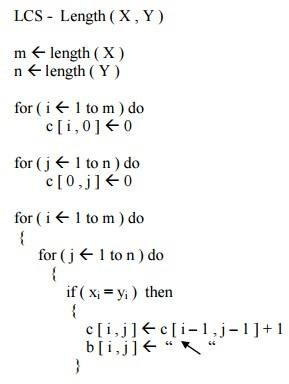 LCS - Length ( X , Y )
m ← length ( X )
n ← length ( Y )
for ( i ← 1 to m ) do
c [ i , 0 ] ← 0
for ( j ← 1 to n ) do
c [ 0 , j ] ← 0
for ( i ← 1 to m ) do
{
for ( j ← 1 to n ) do
{
if ( xᵢ = yᵢ ) then
{
c [ i , j ] ← c [ i – 1 , j – 1 ] + 1
b [ i , j ] ← “ ↖ “
}